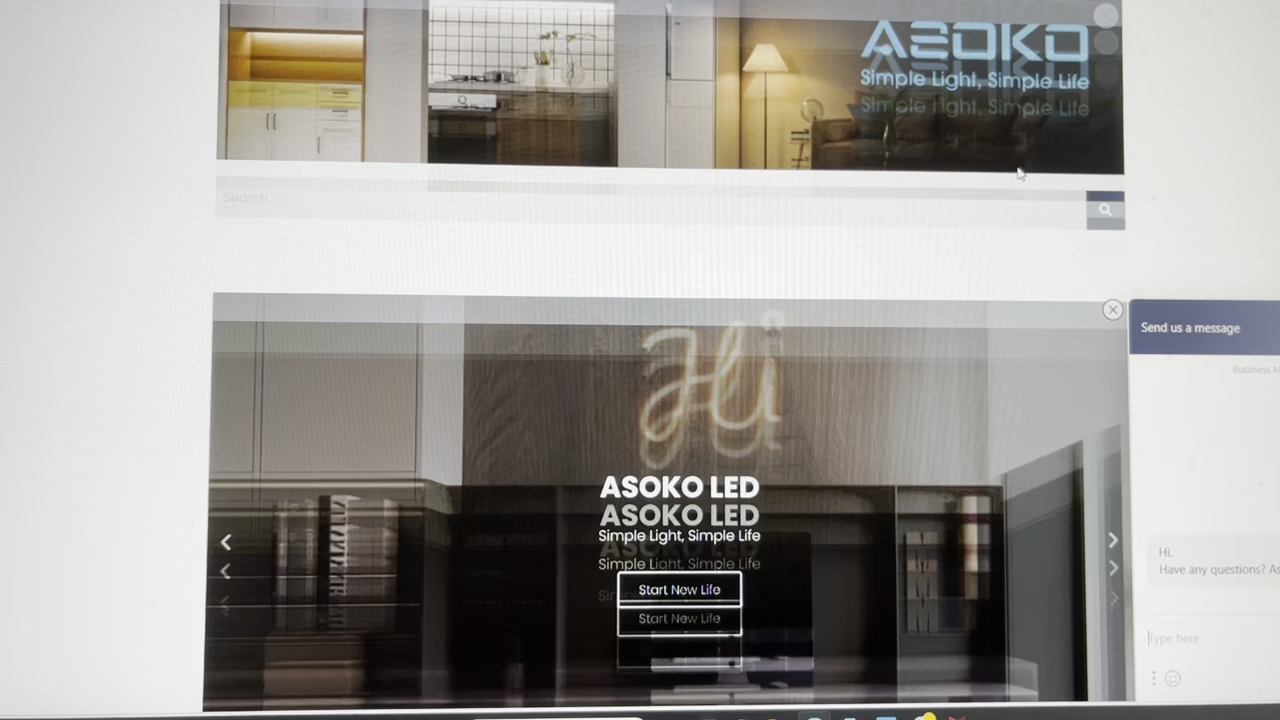 ASOKO
Simple Light, Simple Life
Simple Light, Simple Life
Search
Hi
Send us a message
Business
ASOKO LED
ASOKO LED
Simple Light, Simple Life
Simple Light, Simple Life
Start New Life
Start New Life
Hi,
Have any questions?
Type here